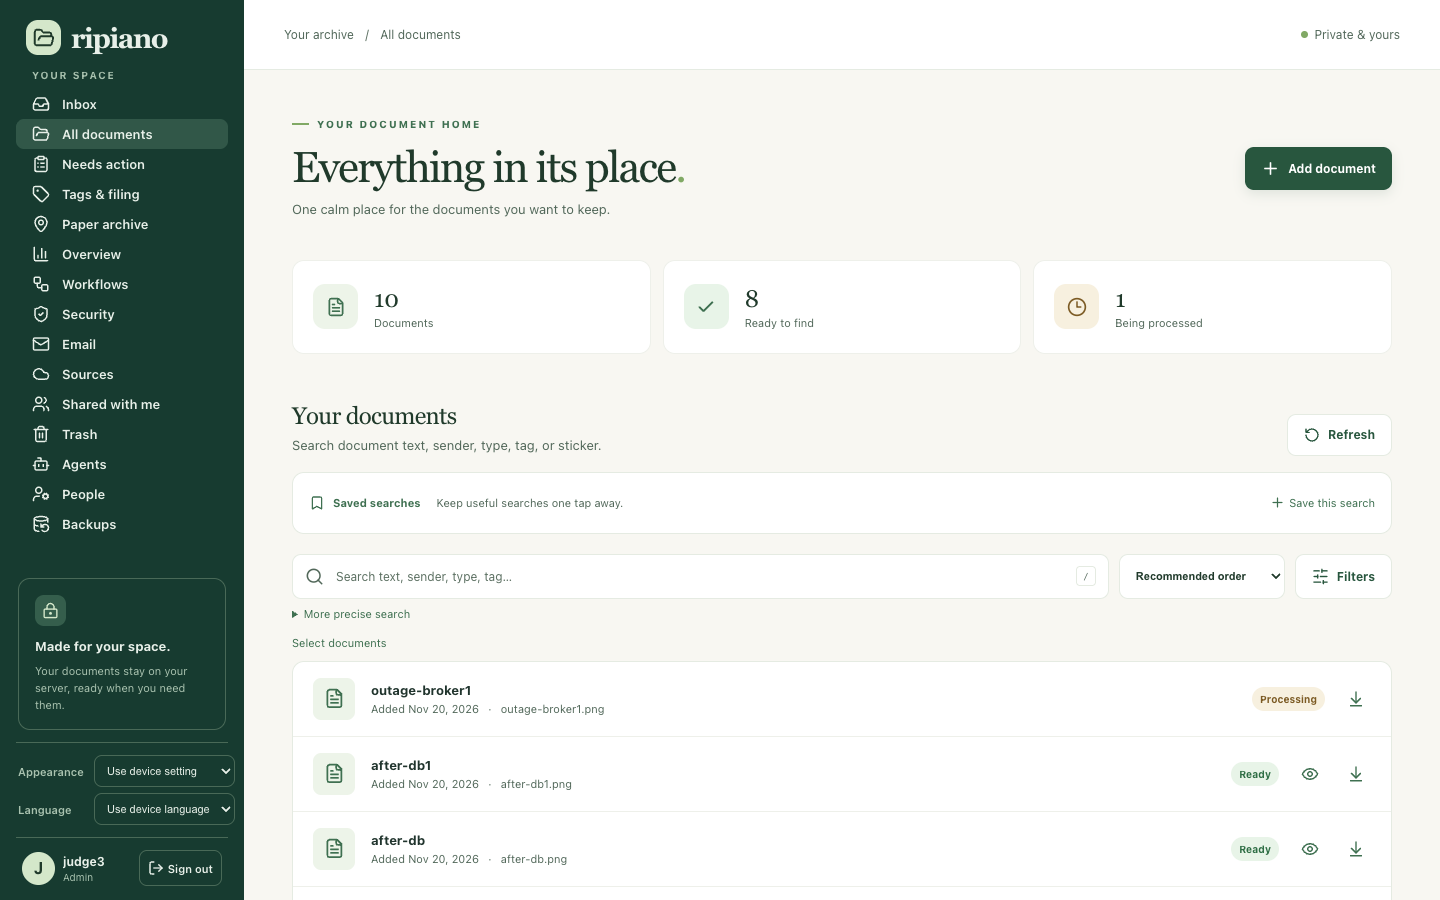 ripiano
YOUR SPACE
Inbox
All documents
Needs action
Tags & filing
Paper archive
Overview
Workflows
Security
Email
Sources
Shared with me
Trash
Agents
People
Backups
Made for your space.
Your documents stay on your
server, ready when you need
them.
Appearance Use device setting
Language Use device language
J judge3
Admin
Sign out
Your archive / All documents
Private & yours
YOUR DOCUMENT HOME
Everything in its place.
One calm place for the documents you want to keep.
Add document
10
Documents
8
Ready to find
1
Being processed
Your documents
Search document text, sender, type, tag, or sticker.
Refresh
Saved searches Keep useful searches one tap away. Save this search
Search text, sender, type, tag... / Recommended order Filters
More precise search
Select documents
outage-broker1
Added Nov 20, 2026 · outage-broker1.png
Processing
after-db1
Added Nov 20, 2026 · after-db1.png
Ready
after-db
Added Nov 20, 2026 · after-db.png
Ready